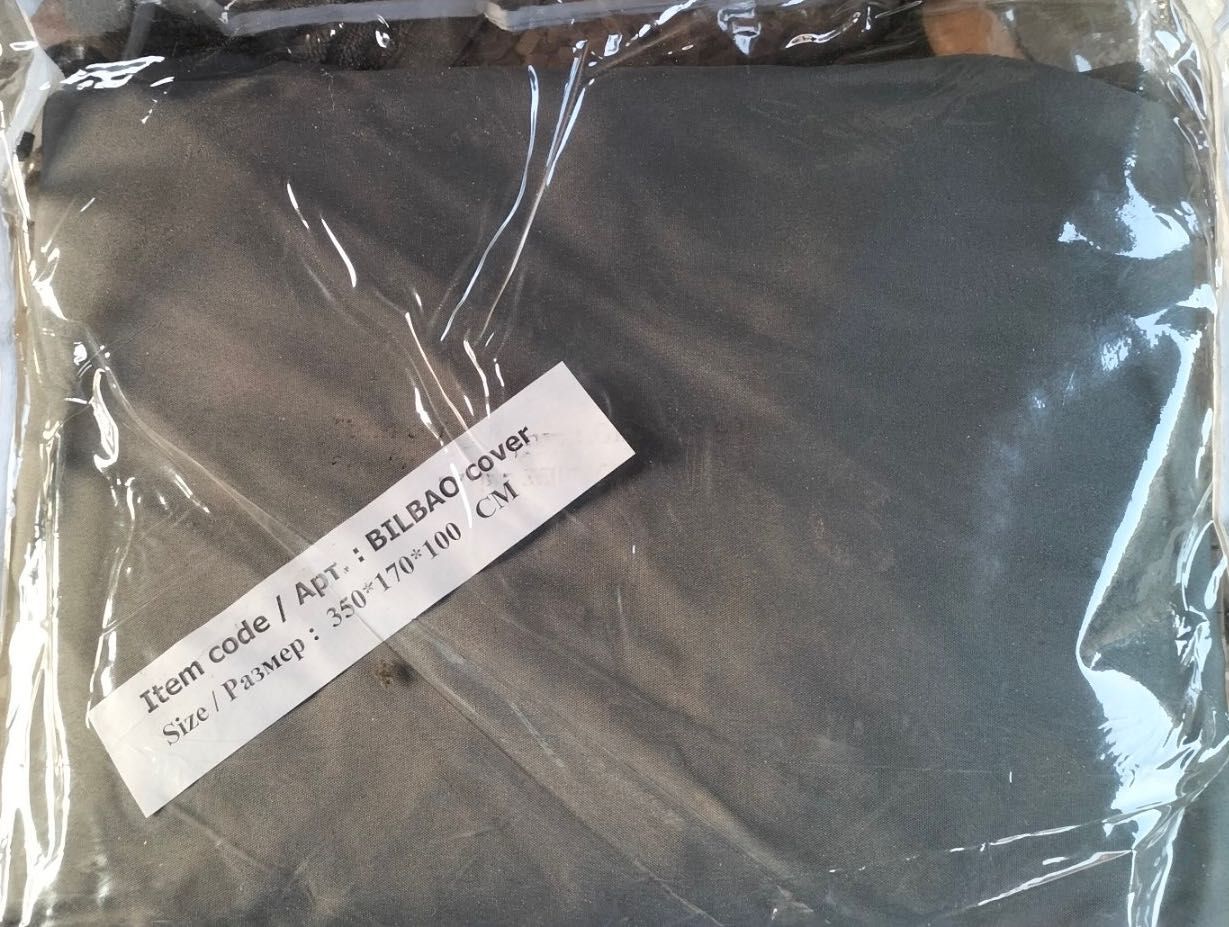 Item code / Арт. : BILBAO cover
Size / Размер : 350*170*100 CM